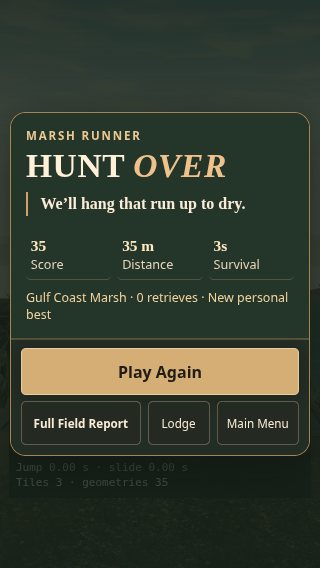 MARSH RUNNER
HUNT OVER
We’ll hang that run up to dry.
35 35 m 3s
Score Distance Survival
Gulf Coast Marsh · 0 retrieves · New personal
best
Play Again
Full Field Report Lodge Main Menu
Jump 0.00 s · slide 0.00 s
Tiles 3 · geometries 35